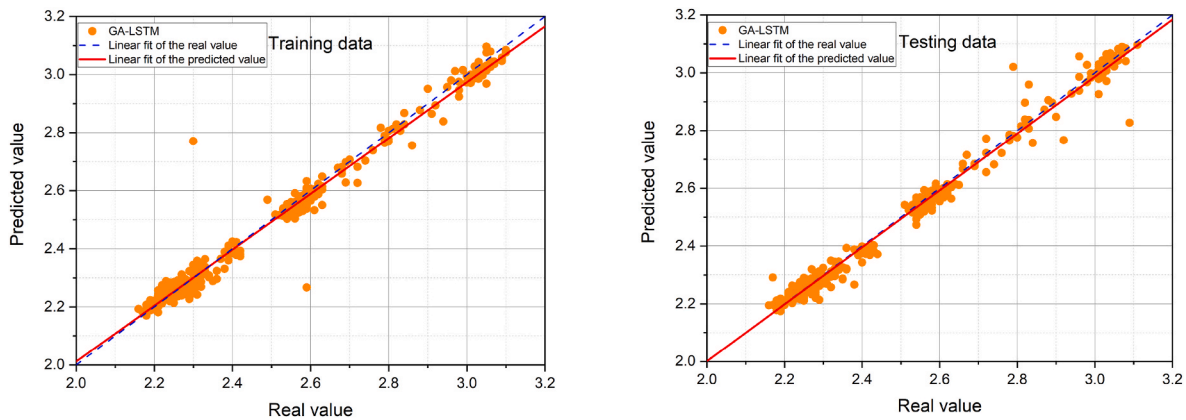 GA-LSTM
Linear fit of the real value
Linear fit of the predicted value
Training data
Predicted value
3.2
3.0
2.8
2.6
2.4
2.2
2.0
2.0 2.2 2.4 2.6 2.8 3.0 3.2
Real value
GA-LSTM
Linear fit of the real value
Linear fit of the predicted value
Testing data
Predicted value
3.2
3.0
2.8
2.6
2.4
2.2
2.0
2.0 2.2 2.4 2.6 2.8 3.0 3.2
Real value